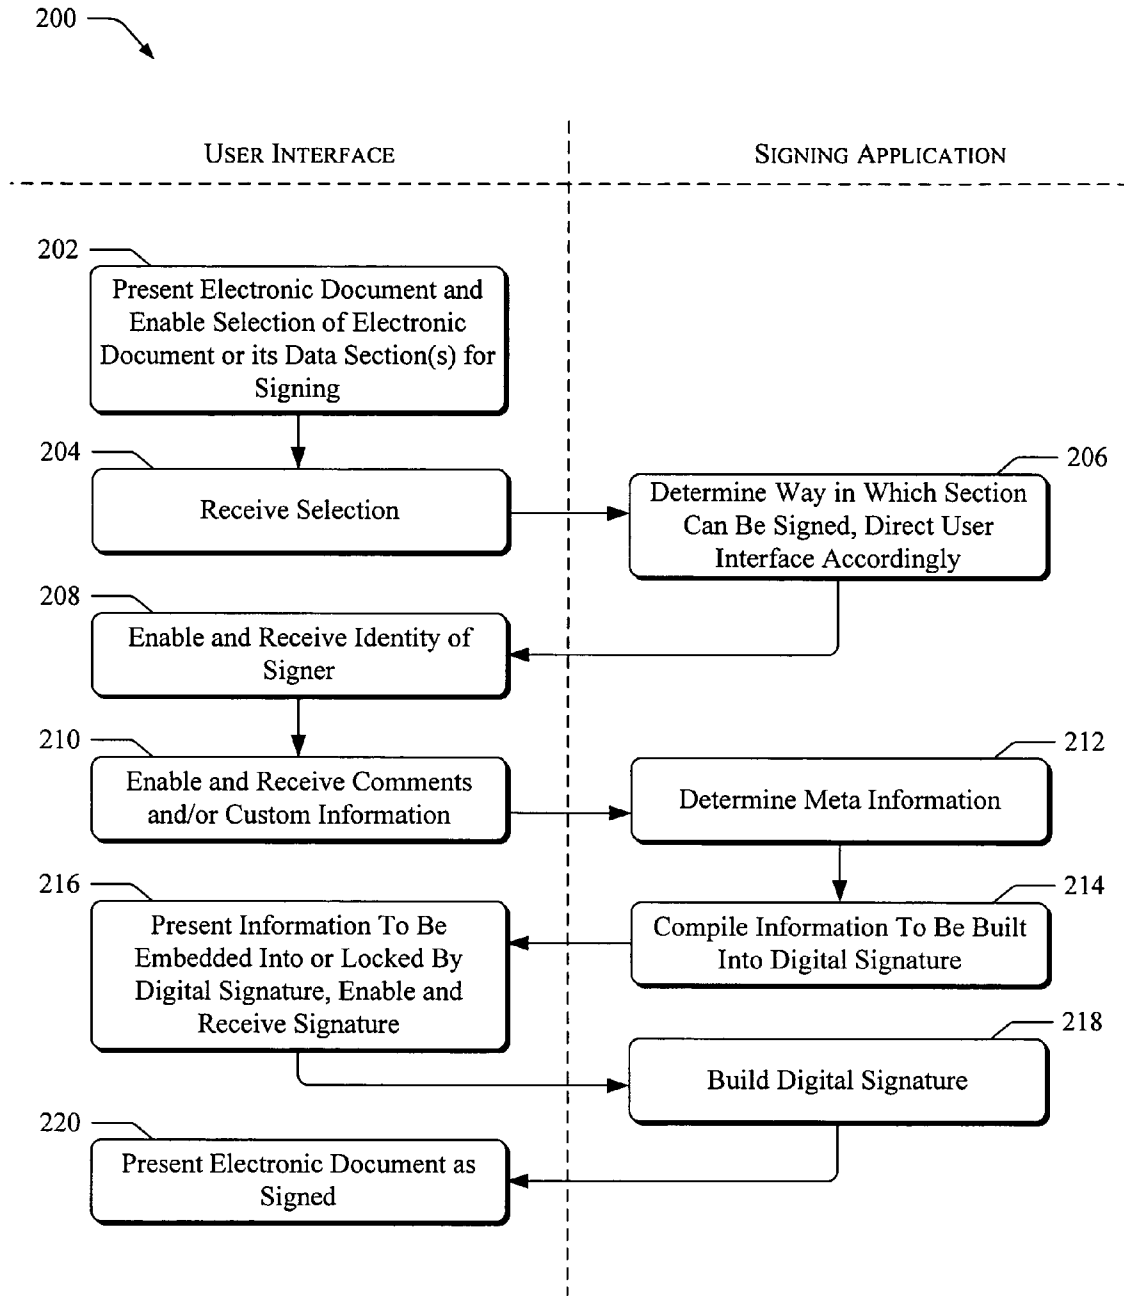 200
USER INTERFACE
SIGNING APPLICATION
202
Present Electronic Document and
Enable Selection of Electronic
Document or its Data Section(s) for
Signing
204
Receive Selection
206
Determine Way in Which Section
Can Be Signed, Direct User
Interface Accordingly
208
Enable and Receive Identity of
Signer
210
Enable and Receive Comments
and/or Custom Information
212
Determine Meta Information
214
Compile Information To Be Built
Into Digital Signature
216
Present Information To Be
Embedded Into or Locked By
Digital Signature, Enable and
Receive Signature
218
Build Digital Signature
220
Present Electronic Document as
Signed